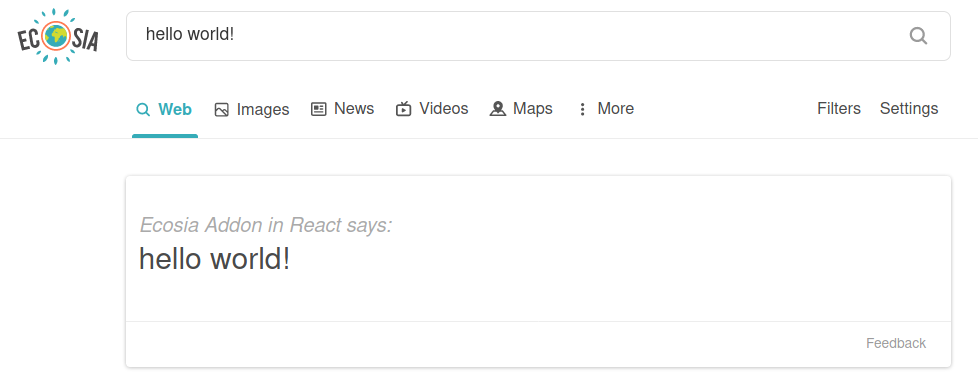 ECOSIA
hello world!
Web Images News Videos Maps More Filters Settings
Ecosia Addon in React says:
hello world!
Feedback